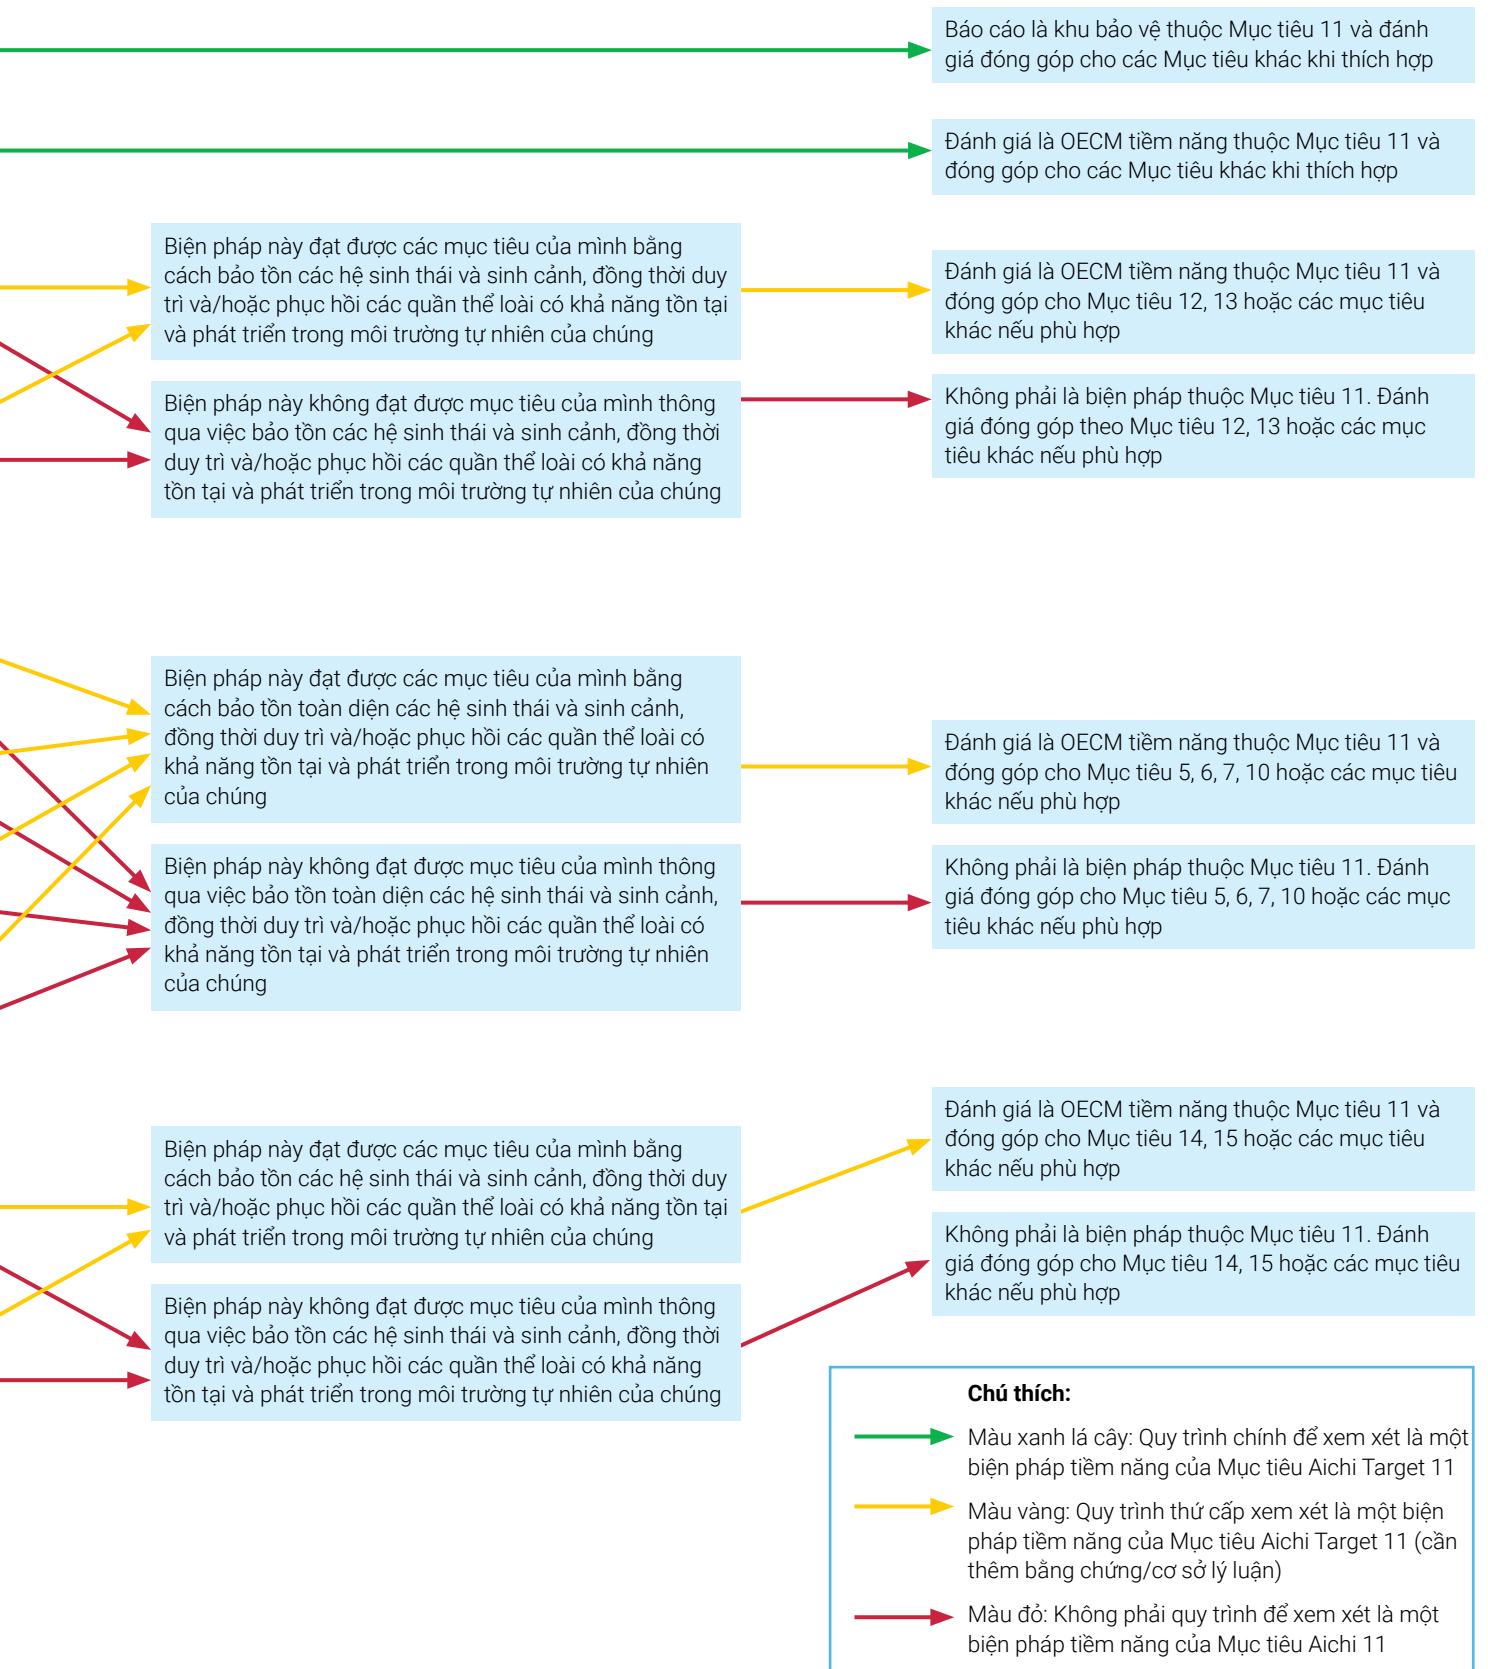 Báo cáo là khu bảo vệ thuộc Mục tiêu 11 và đánh
giá đóng góp cho các Mục tiêu khác khi thích hợp
Đánh giá là OECM tiềm năng thuộc Mục tiêu 11 và
đóng góp cho các Mục tiêu khác khi thích hợp
Biện pháp này đạt được các mục tiêu của mình bằng
cách bảo tồn các hệ sinh thái và sinh cảnh, đồng thời duy
trì và/hoặc phục hồi các quần thể loài có khả năng tồn tại
và phát triển trong môi trường tự nhiên của chúng
Đánh giá là OECM tiềm năng thuộc Mục tiêu 11 và
đóng góp cho Mục tiêu 12, 13 hoặc các mục tiêu
khác nếu phù hợp
Biện pháp này không đạt được mục tiêu của mình thông
qua việc bảo tồn các hệ sinh thái và sinh cảnh, đồng thời
duy trì và/hoặc phục hồi các quần thể loài có khả năng
tồn tại và phát triển trong môi trường tự nhiên của chúng
Không phải là biện pháp thuộc Mục tiêu 11. Đánh
giá đóng góp theo Mục tiêu 12, 13 hoặc các mục
tiêu khác nếu phù hợp
Biện pháp này đạt được các mục tiêu của mình bằng
cách bảo tồn toàn diện các hệ sinh thái và sinh cảnh,
đồng thời duy trì và/hoặc phục hồi các quần thể loài có
khả năng tồn tại và phát triển trong môi trường tự nhiên
của chúng
Đánh giá là OECM tiềm năng thuộc Mục tiêu 11 và
đóng góp cho Mục tiêu 5, 6, 7, 10 hoặc các mục tiêu
khác nếu phù hợp
Biện pháp này không đạt được mục tiêu của mình thông
qua việc bảo tồn toàn diện các hệ sinh thái và sinh cảnh,
đồng thời duy trì và/hoặc phục hồi các quần thể loài có
khả năng tồn tại và phát triển trong môi trường tự nhiên
của chúng
Không phải là biện pháp thuộc Mục tiêu 11. Đánh
giá đóng góp cho Mục tiêu 5, 6, 7, 10 hoặc các mục
tiêu khác nếu phù hợp
Biện pháp này đạt được các mục tiêu của mình bằng
cách bảo tồn các hệ sinh thái và sinh cảnh, đồng thời duy
trì và/hoặc phục hồi các quần thể loài có khả năng tồn tại
và phát triển trong môi trường tự nhiên của chúng
Đánh giá là OECM tiềm năng thuộc Mục tiêu 11 và
đóng góp cho Mục tiêu 14, 15 hoặc các mục tiêu
khác nếu phù hợp
Biện pháp này không đạt được mục tiêu của mình thông
qua việc bảo tồn các hệ sinh thái và sinh cảnh, đồng thời
duy trì và/hoặc phục hồi các quần thể loài có khả năng
tồn tại và phát triển trong môi trường tự nhiên của chúng
Không phải là biện pháp thuộc Mục tiêu 11. Đánh
giá đóng góp cho Mục tiêu 14, 15 hoặc các mục tiêu
khác nếu phù hợp
Chú thích:
Màu xanh lá cây: Quy trình chính để xem xét là một
biện pháp tiềm năng của Mục tiêu Aichi Target 11
Màu vàng: Quy trình thứ cấp xem xét là một biện
pháp tiềm năng của Mục tiêu Aichi Target 11 (cần
thêm bằng chứng/cơ sở lý luận)
Màu đỏ: Không phải quy trình để xem xét là một
biện pháp tiềm năng của Mục tiêu Aichi 11